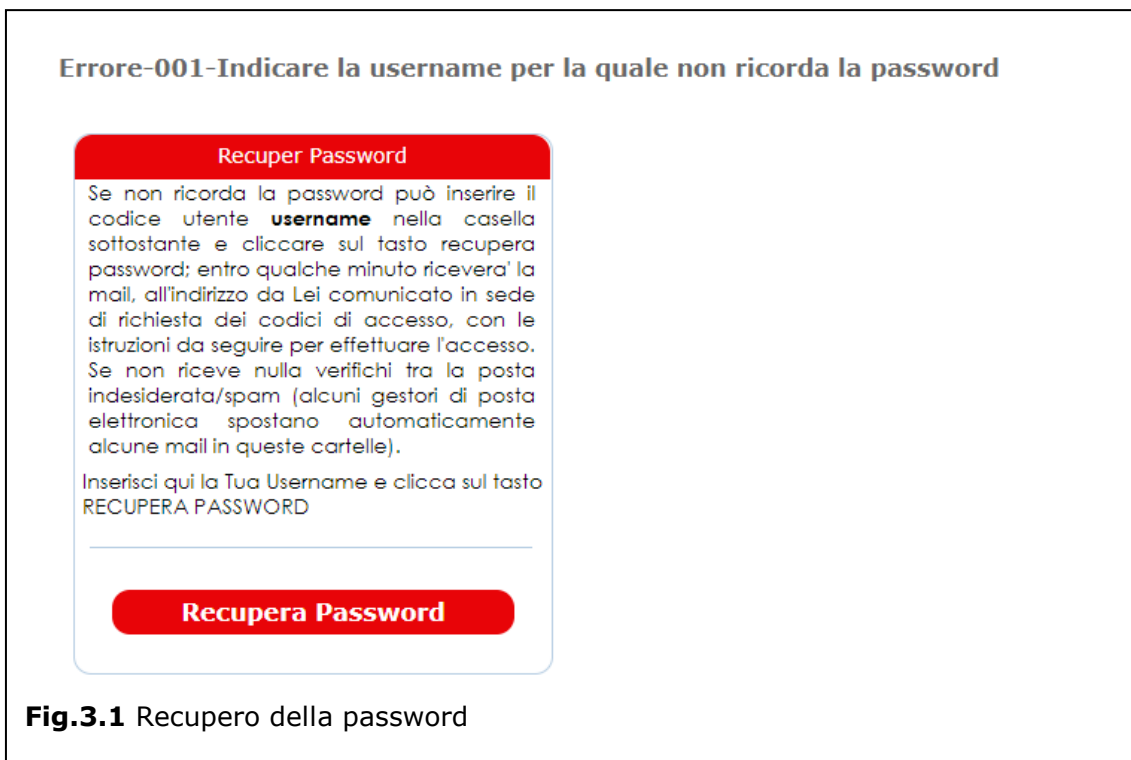 Errore-001-Indicare la username per la quale non ricorda la password
Recuper Password
Se non ricorda la password può inserire il
codice utente username nella casella
sottostante e cliccare sul tasto recupera
password; entro qualche minuto ricevera' la
mail, all'indirizzo da Lei comunicato in sede
di richiesta dei codici di accesso, con le
istruzioni da seguire per effettuare l'accesso.
Se non riceve nulla verifichi tra la posta
indesiderata/spam (alcuni gestori di posta
elettronica spostano automaticamente
alcune mail in queste cartelle).
Inserisci qui la Tua Username e clicca sul tasto
RECUPERA PASSWORD
Recupera Password
Fig.3.1 Recupero della password